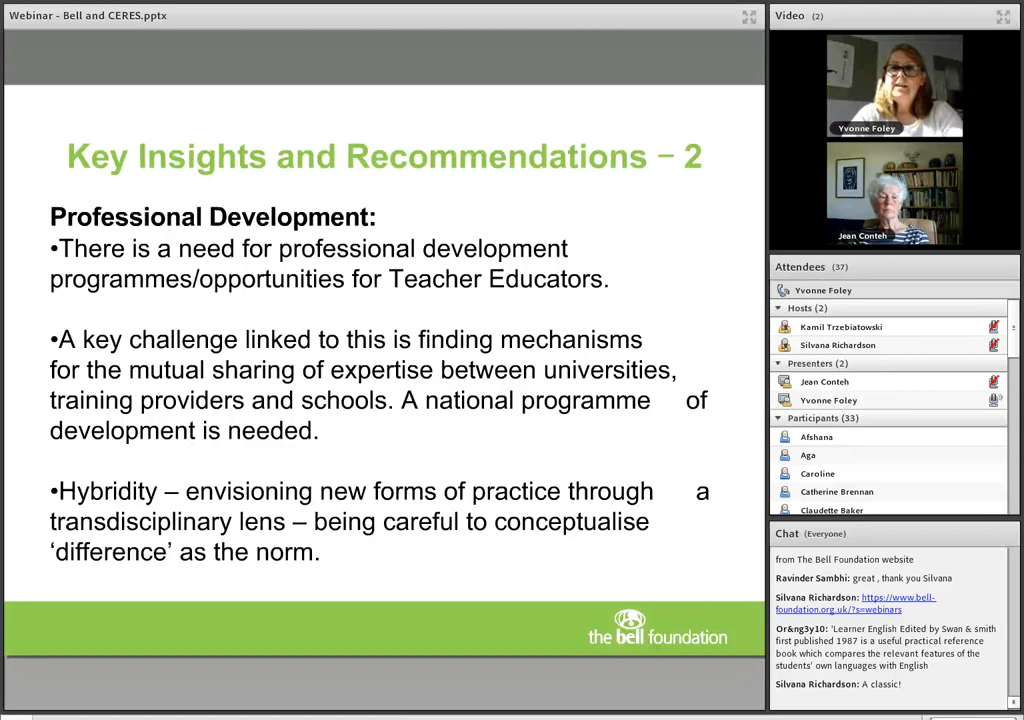 Webinar - Bell and CERES.pptx
Key Insights and Recommendations – 2
Professional Development:
•There is a need for professional development
programmes/opportunities for Teacher Educators.
•A key challenge linked to this is finding mechanisms
for the mutual sharing of expertise between universities,
training providers and schools. A national programme of
development is needed.
•Hybridity – envisioning new forms of practice through a
transdisciplinary lens – being careful to conceptualise
‘difference’ as the norm.
the bell foundation
Video (2)
Yvonne Foley
Jean Conteh
Attendees (37)
Yvonne Foley
Hosts (2)
Kamil Trzebiatowski
Silvana Richardson
Presenters (2)
Jean Conteh
Yvonne Foley
Participants (33)
Afshana
Aga
Caroline
Catherine Brennan
Claudette Baker
Chat (Everyone)
from The Bell Foundation website
Ravinder Sambhi: great , thank you Silvana
Silvana Richardson: https://www.bell-
foundation.org.uk/?s=webinars
Or&ng3y10: 'Learner English Edited by Swan & smith
first published 1987 is a useful practical reference
book which compares the relevant features of the
students' own languages with English
Silvana Richardson: A classic!